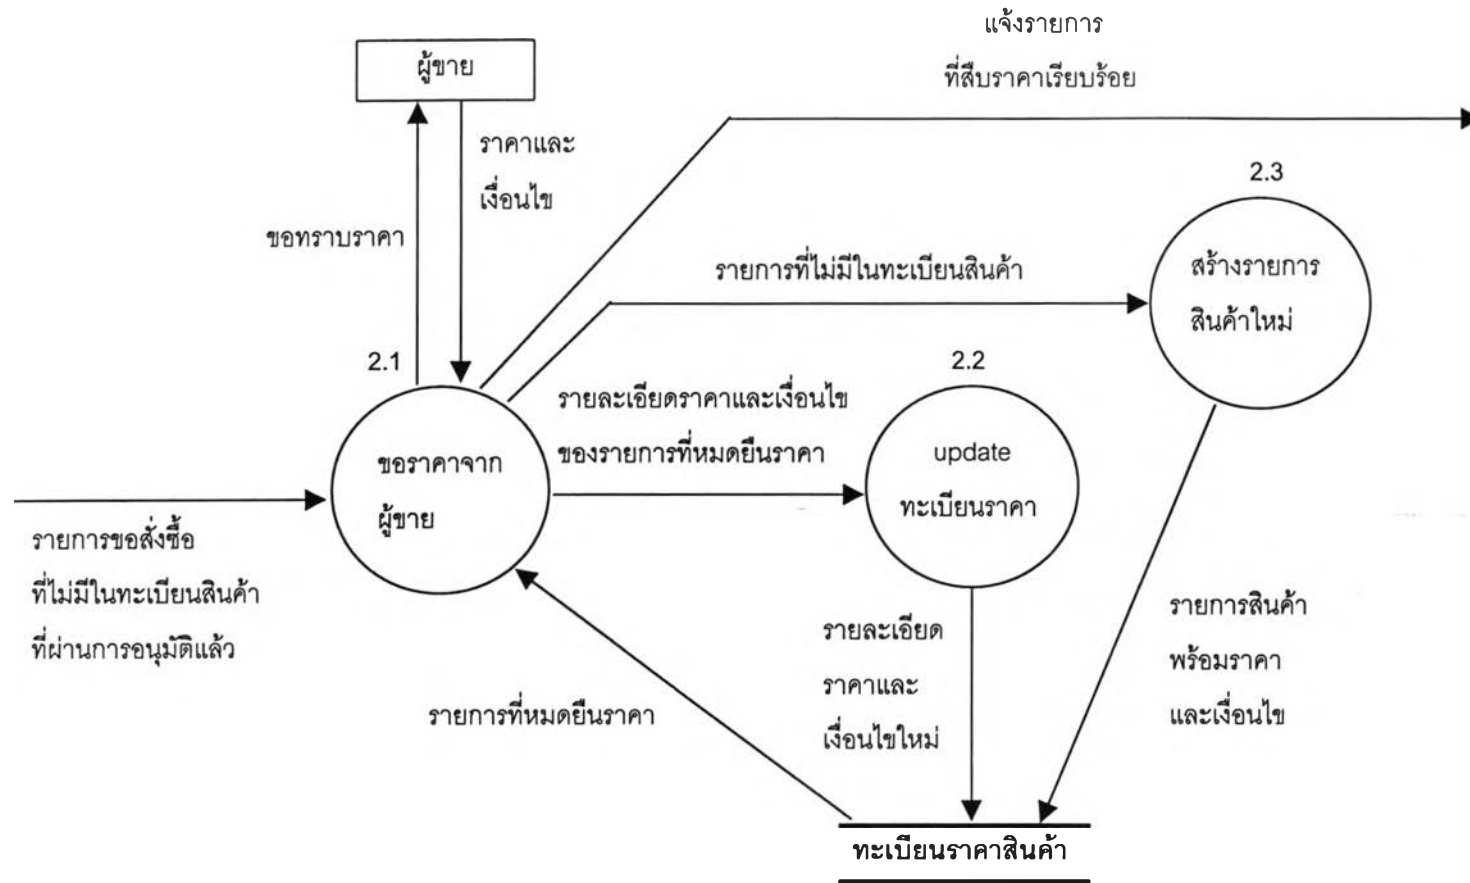 แจ้งรายการ
ที่สืบราคาเรียบร้อย
ผู้ขาย
ราคาและ
เงื่อนไข
ขอทราบราคา
2.3
สร้างรายการ
สินค้าใหม่
รายการที่ไม่มีในทะเบียนสินค้า
2.1
2.2
รายละเอียดราคาและเงื่อนไข
ของรายการที่หมดยืนราคา
ขอราคาจาก
ผู้ขาย
update
ทะเบียนราคา
รายการขอสั่งซื้อ
ที่ไม่มีในทะเบียนสินค้า
ที่ผ่านการอนุมัติแล้ว
รายละเอียด
ราคาและ
เงื่อนไขใหม่
รายการสินค้า
พร้อมราคา
และเงื่อนไข
รายการที่หมดยืนราคา
ทะเบียนราคาสินค้า